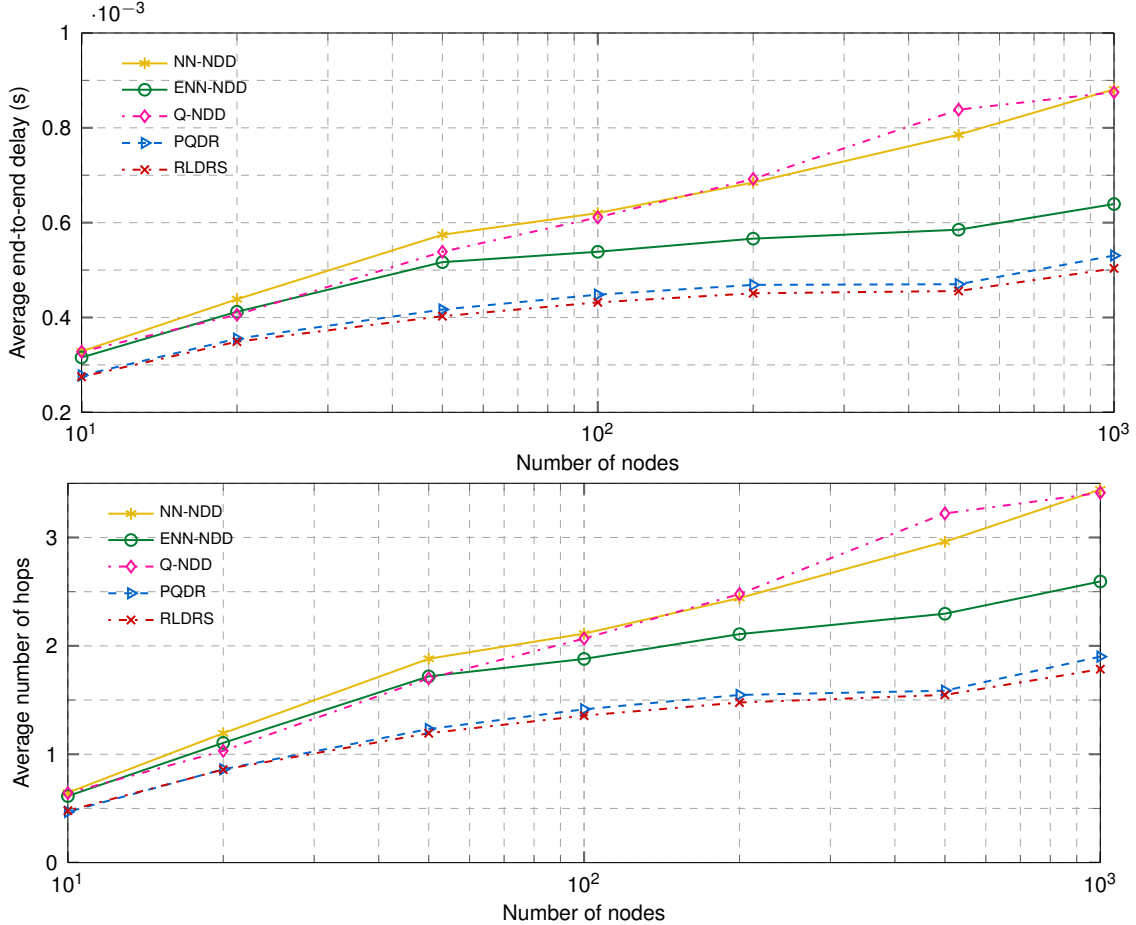 ·10⁻³
1
0.8
0.6
0.4
0.2
Average end-to-end delay (s)
NN-NDD
ENN-NDD
Q-NDD
PQDR
RLDRS
10¹ 10² 10³
Number of nodes
3
2
1
0
Average number of hops
NN-NDD
ENN-NDD
Q-NDD
PQDR
RLDRS
10¹ 10² 10³
Number of nodes